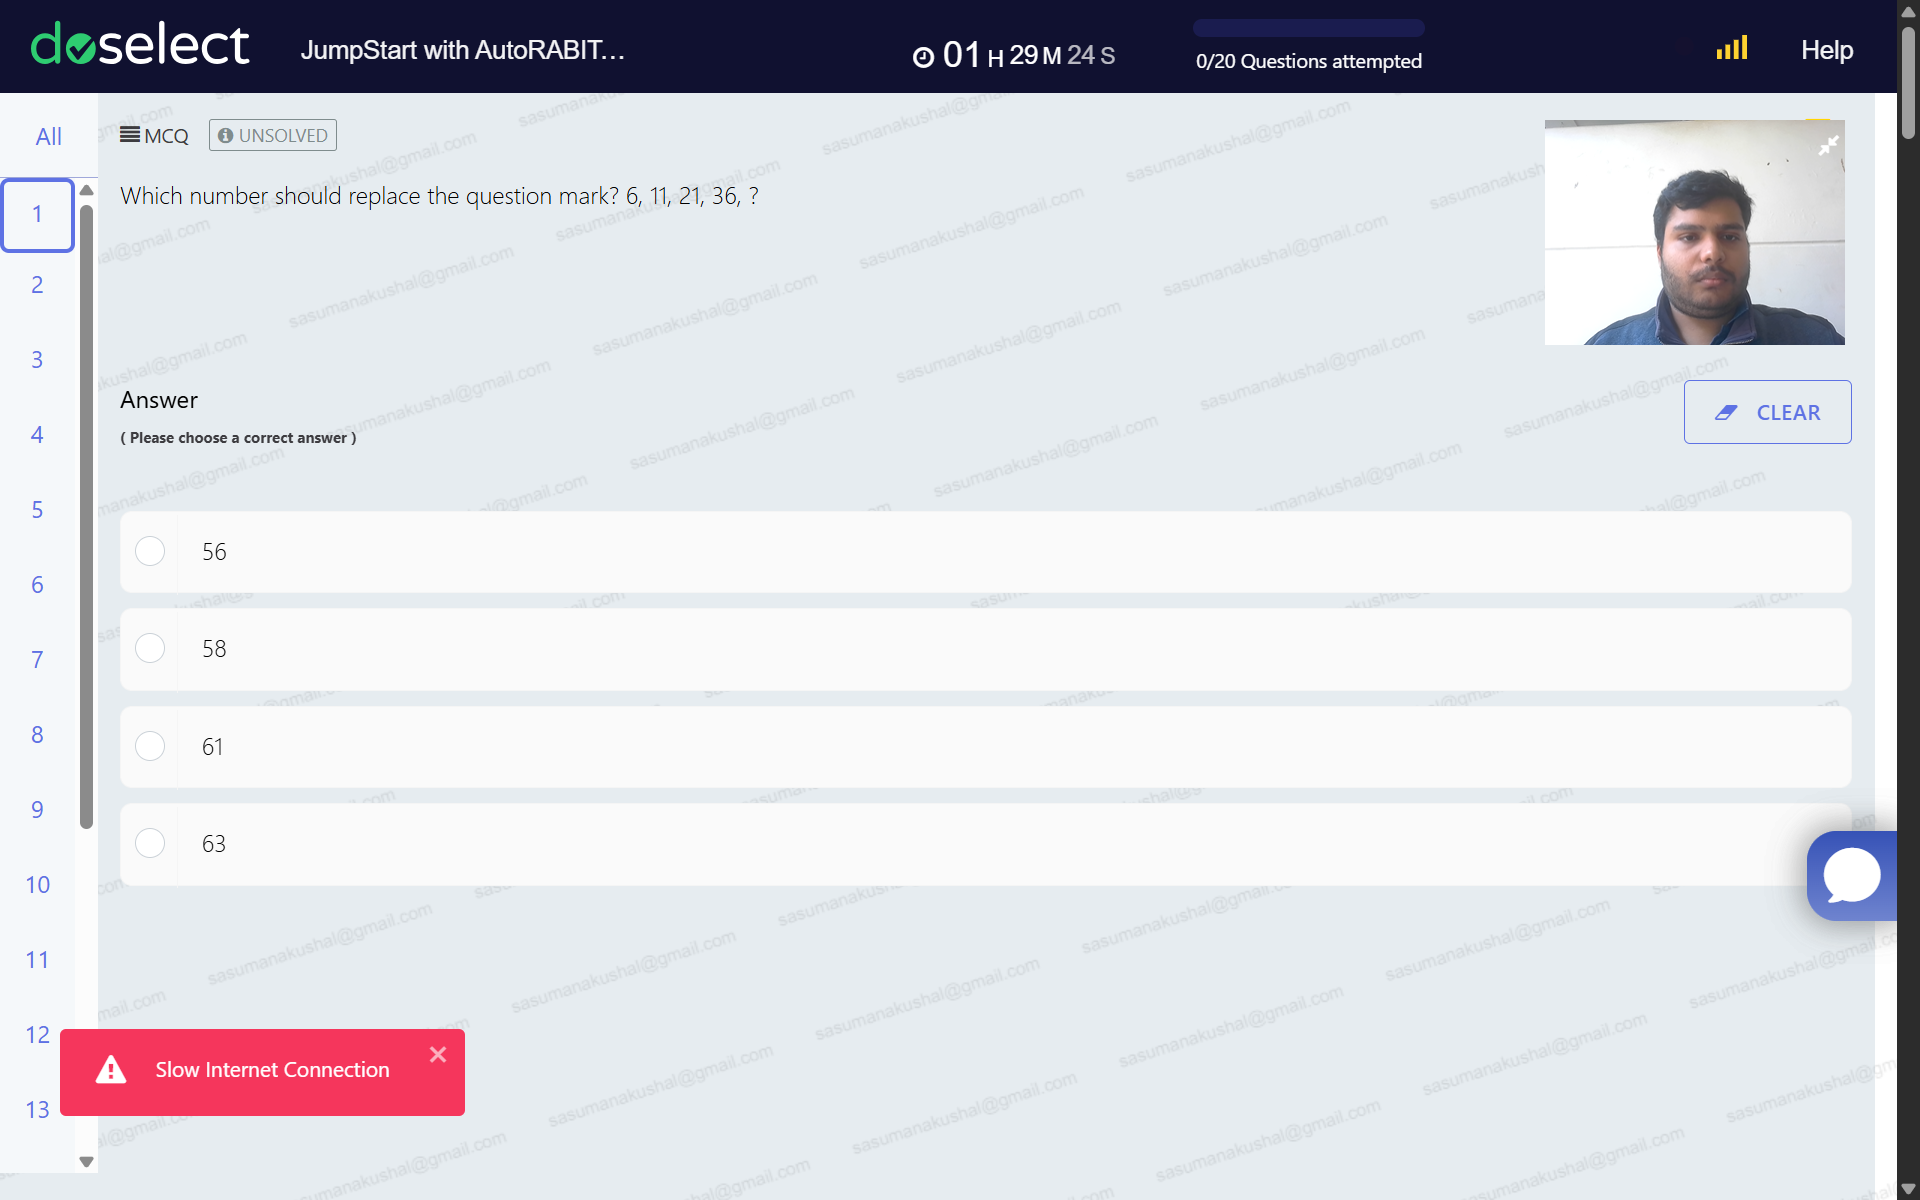 doselect
JumpStart with AutoRABIT...
01 H 29 M 24 S
0/20 Questions attempted
Help
All
MCQ
UNSOLVED
Which number should replace the question mark? 6, 11, 21, 36, ?
Answer
( Please choose a correct answer )
CLEAR
56
58
61
63
1
2
3
4
5
6
7
8
9
10
11
12
13
Slow Internet Connection
sasumanakushal@gmail.com